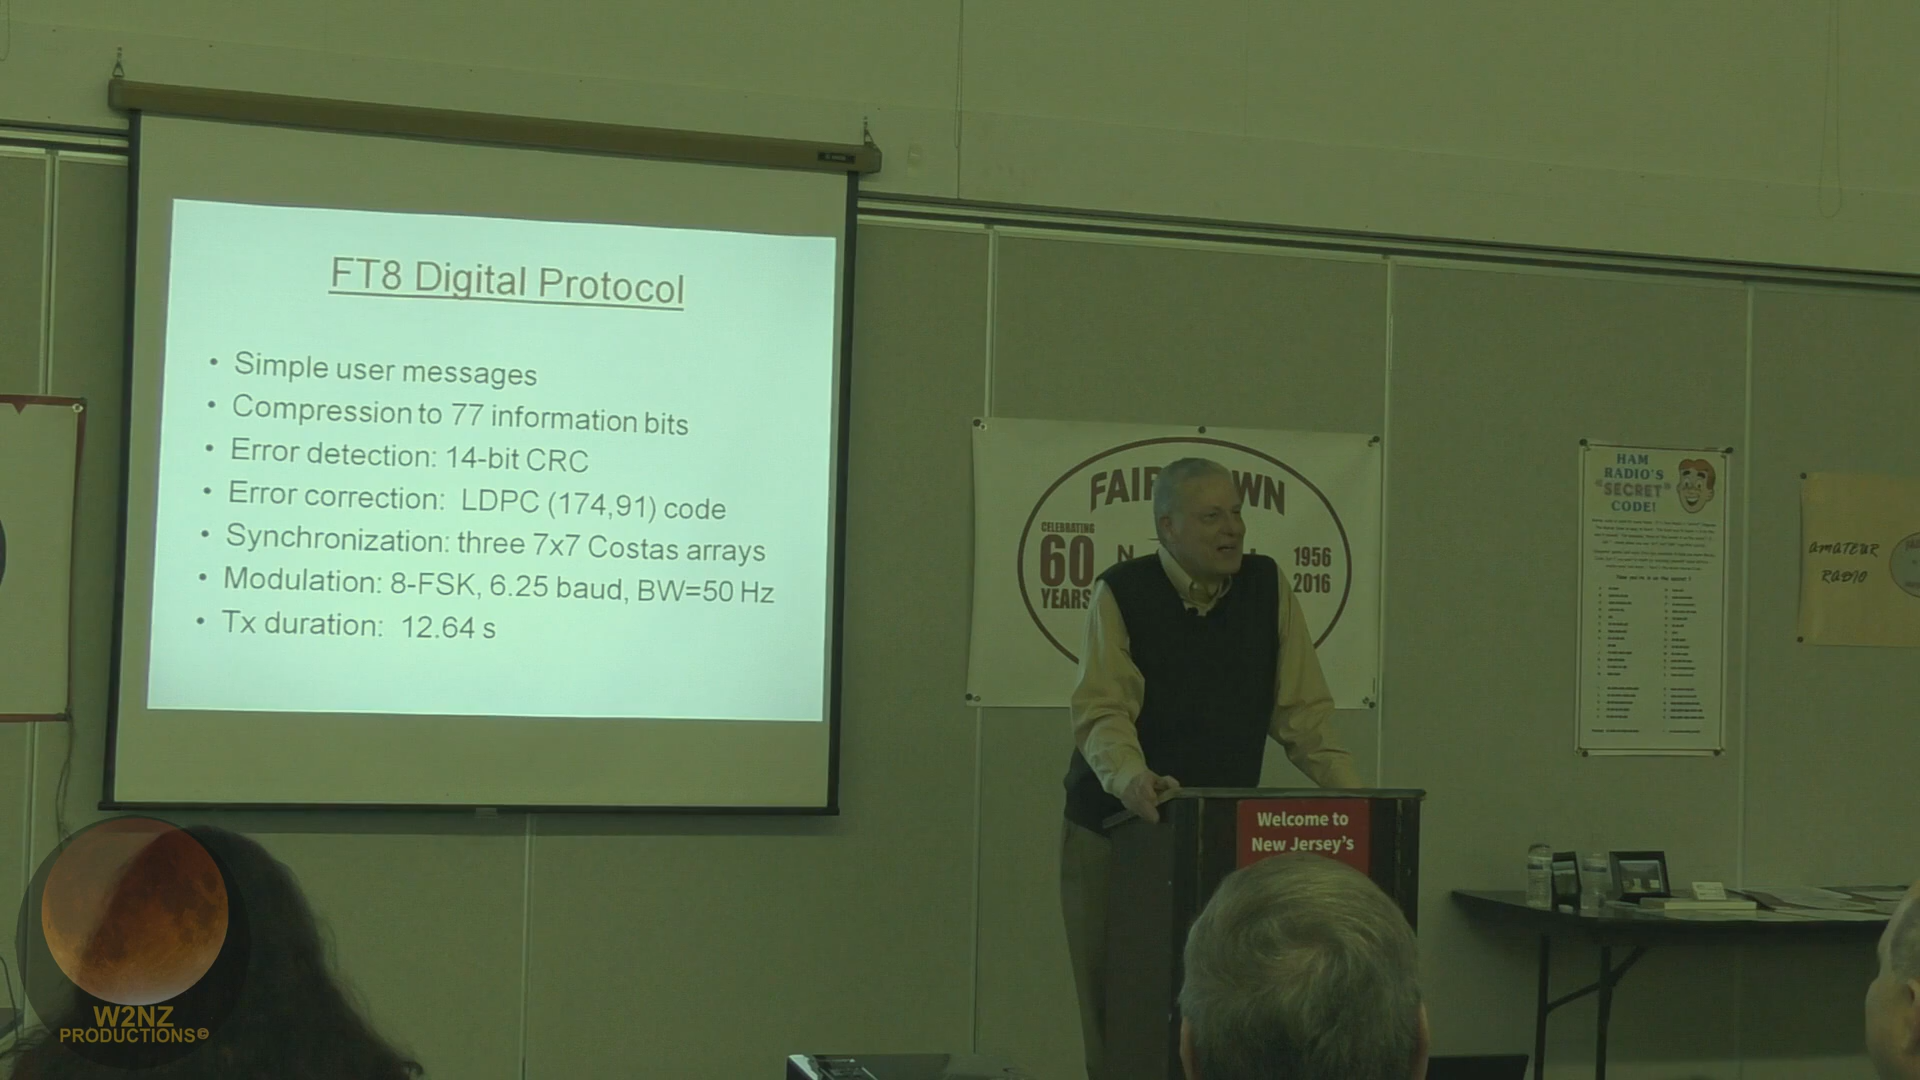 FT8 Digital Protocol
• Simple user messages
• Compression to 77 information bits
• Error detection: 14-bit CRC
• Error correction: LDPC (174,91) code
• Synchronization: three 7x7 Costas arrays
• Modulation: 8-FSK, 6.25 baud, BW=50 Hz
• Tx duration: 12.64 s
FAIR WN
CELEBRATING
60
YEARS
N
1956
2016
HAM
RADIO'S
"SECRET"
CODE!
AMATEUR
RADIO
Welcome to
New Jersey's
W2NZ
PRODUCTIONS©